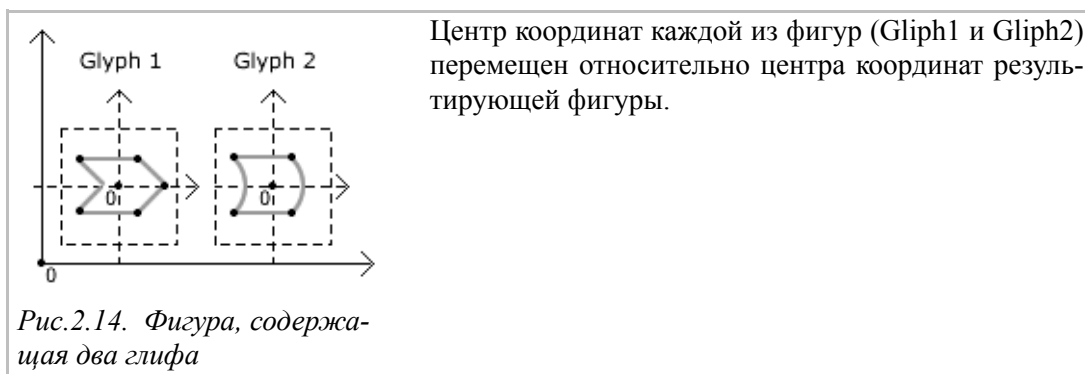 Glyph 1 Glyph 2
0 0
0
Рис.2.14. Фигура, содержа-
щая два глифа
Центр координат каждой из фигур (Gliph1 и Gliph2)
перемещен относительно центра координат резуль-
тирующей фигуры.